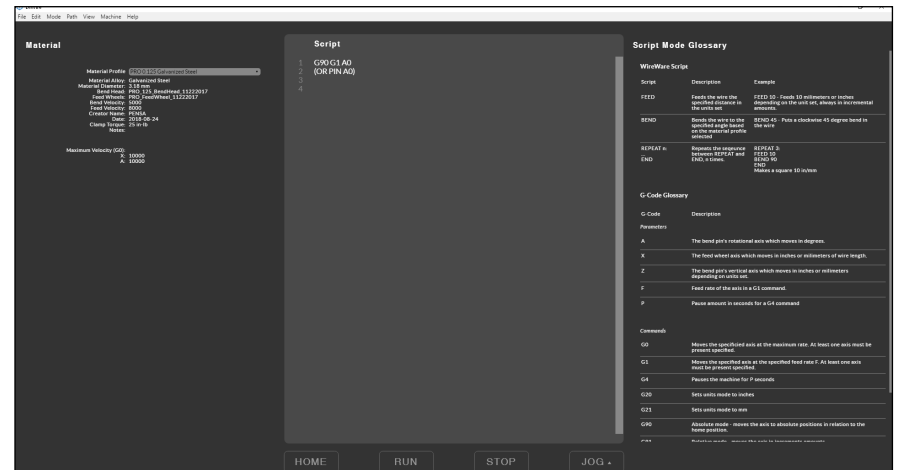 File Edit Mode Path View Machine Help
Material
Material Profile PRO 0.125 Galvanized Steel
Material Alloy: Galvanized Steel
Material Diameter: 3.18 mm
Bend Head: PRO_125_BendHead_11222017
Feed Wheels: PRO_FeedWheel_11222017
Bend Velocity: 5000
Feed Velocity: 8000
Creator Name: PENSA
Date: 2018-08-24
Clamp Torque: 25 in-lb
Notes:
Maximum Velocity (G0):
X: 10000
A: 10000
Script
1 G90 G1 A0
2 (OR PIN A0)
3
4
HOME RUN STOP JOG
Script Mode Glossary
WireWare Script
Script Description Example
FEED Feeds the wire the specified distance in the units set FEED 10 - Feeds 10 milimeters or inches depending on the unit set, always in incremental amounts.
BEND Bends the wire to the specified angle based on the material profile selected BEND 45 - Puts a clockwise 45 degree bend in the wire
REPEAT n: END Repeats the seqeunce between REPEAT and END, n times. REPEAT 3: FEED 10 BEND 90 END Makes a square 10 in/mm
G-Code Glossary
G-Code Description
Parameters
A The bend pin's rotational axis which moves in degrees.
X The feed wheel axis which moves in inches or milimeters of wire length.
Z The bend pin's vertical axis which moves in inches or milimeters depending on units set.
F Feed rate of the axis in a G1 command.
P Pause amount in seconds for a G4 command
Commands
G0 Moves the specificied axis at the maximum rate. At least one axis must be present specified.
G1 Moves the specified axis at the specified feed rate F. At least one axis must be present specified.
G4 Pauses the machine for P seconds
G20 Sets units mode to inches
G21 Sets units mode to mm
G90 Absolute mode - moves the axis to absolute positions in relation to the home position.